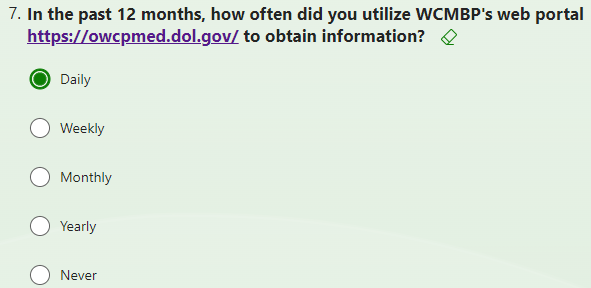 7. In the past 12 months, how often did you utilize WCMBP's web portal
https://owcpmed.dol.gov/ to obtain information?
Daily
Weekly
Monthly
Yearly
Never